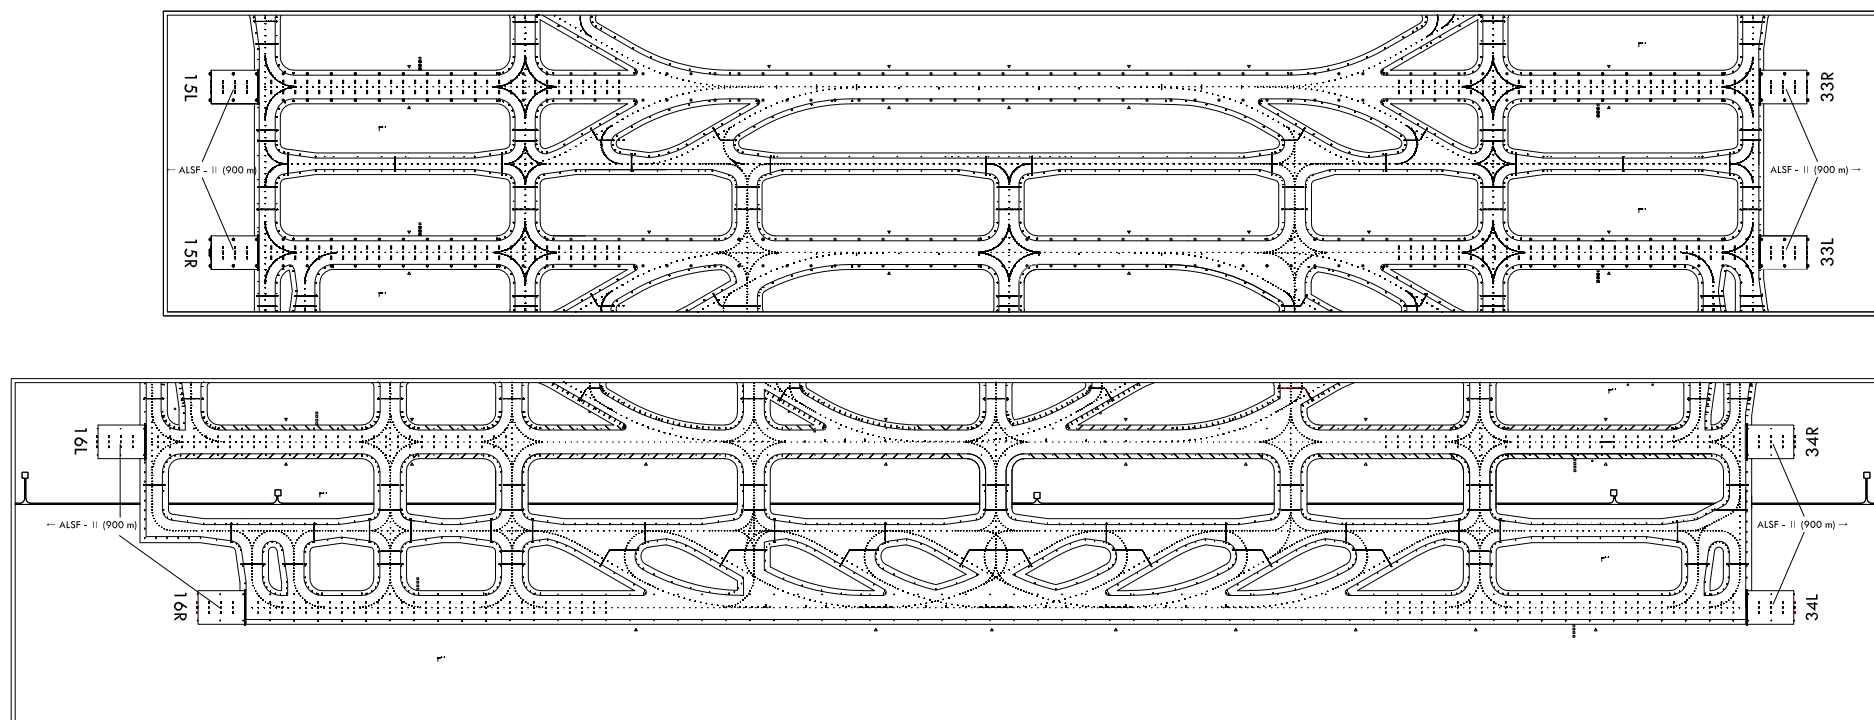 15L
33R
← ALSF - II (900 m)
ALSF - II (900 m) →
15R
33L
16L
34R
← ALSF - II (900 m)
ALSF - II (900 m) →
16R
34L